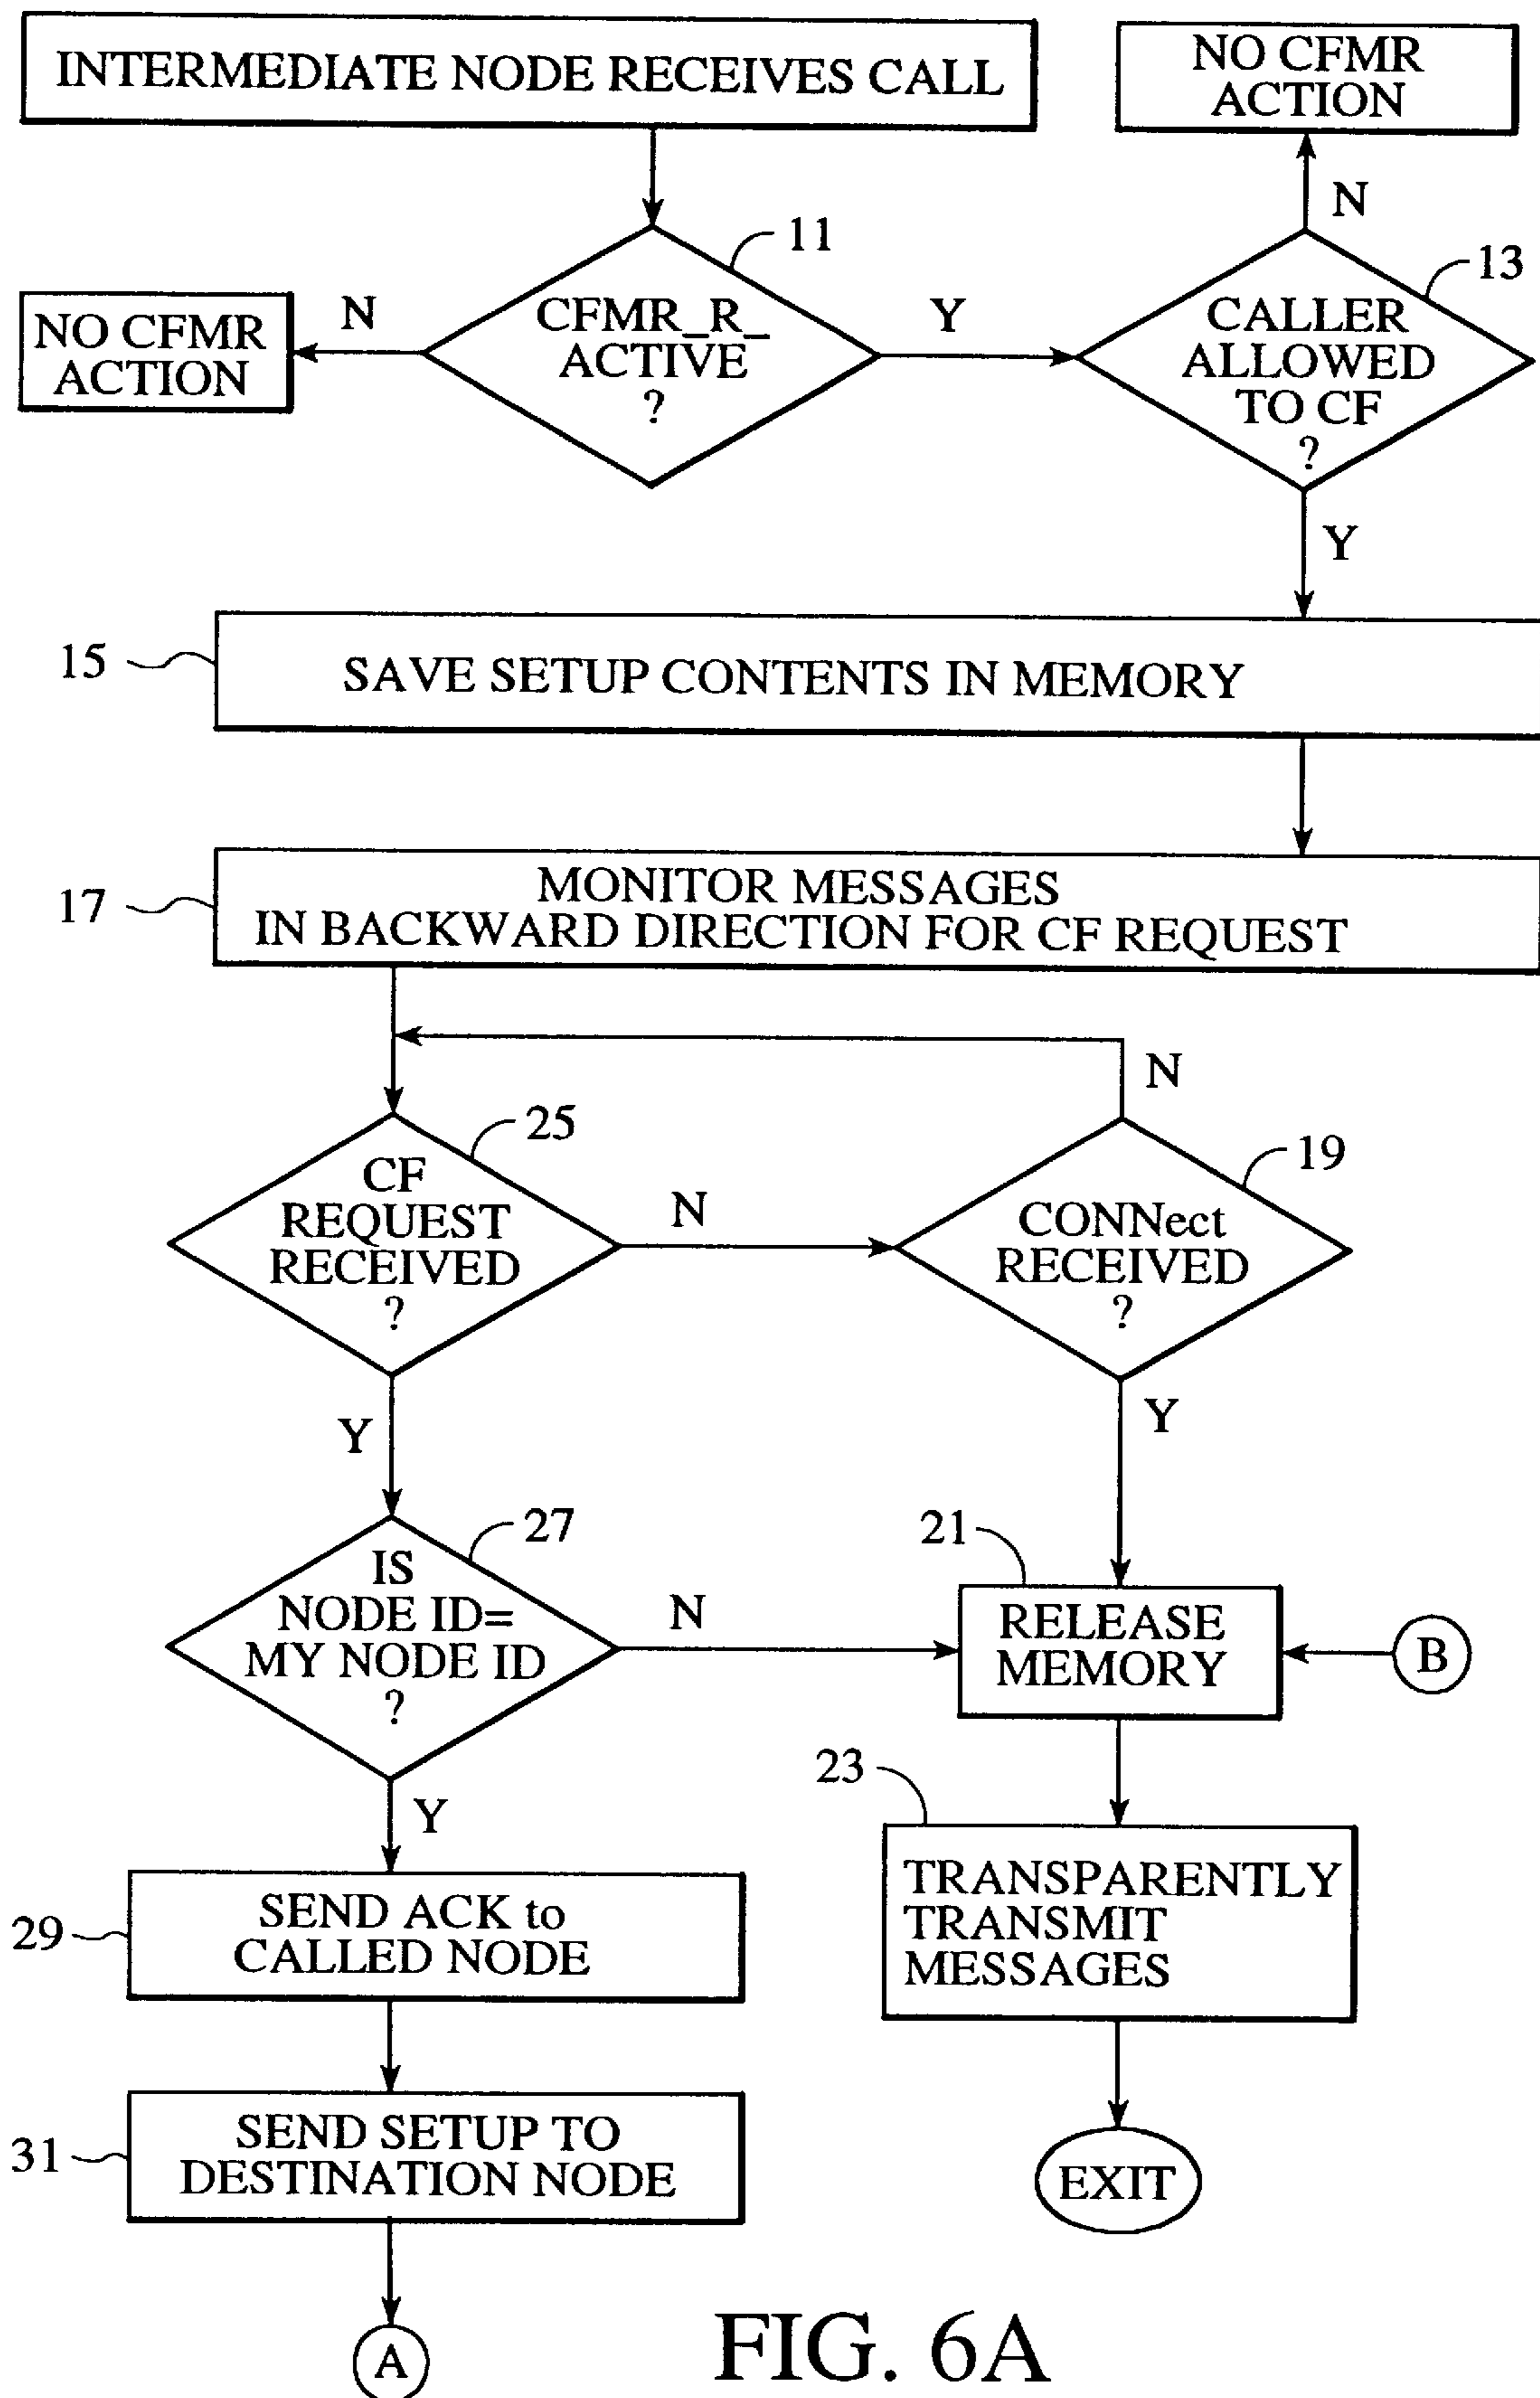 INTERMEDIATE NODE RECEIVES CALL
NO CFMR
ACTION
N
11
13
NO CFMR
ACTION
N
CFMR_R_
ACTIVE
?
Y
CALLER
ALLOWED
TO CF
?
Y
15
SAVE SETUP CONTENTS IN MEMORY
17
MONITOR MESSAGES
IN BACKWARD DIRECTION FOR CF REQUEST
N
25
19
CF
REQUEST
RECEIVED
?
N
CONNect
RECEIVED
?
Y
Y
27
21
IS
NODE ID=
MY NODE ID
?
N
RELEASE
MEMORY
B
23
Y
TRANSPARENTLY
TRANSMIT
MESSAGES
29
SEND ACK to
CALLED NODE
31
SEND SETUP TO
DESTINATION NODE
EXIT
A
FIG. 6A